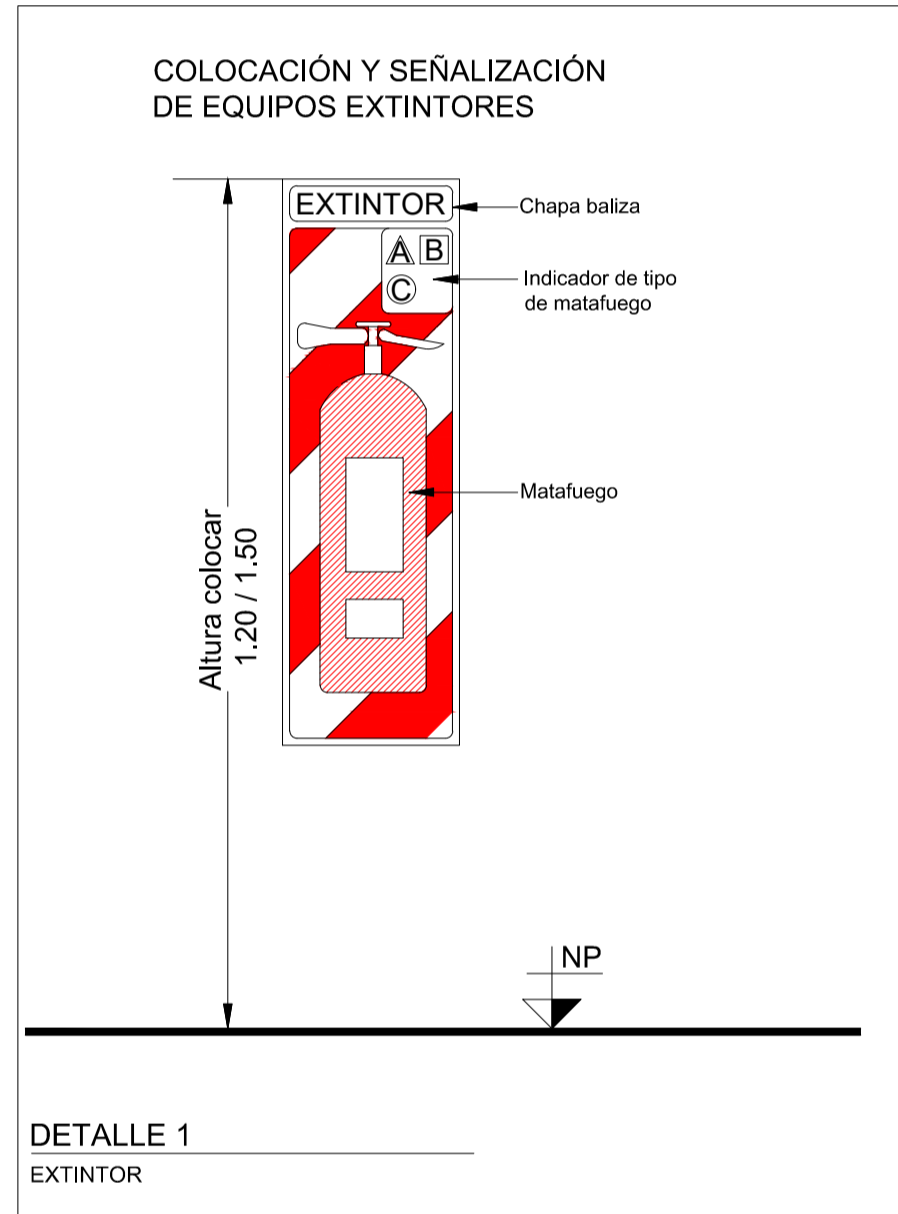 COLOCACIÓN Y SEÑALIZACIÓN
DE EQUIPOS EXTINTORES
EXTINTOR
Chapa baliza
A B
C
Indicador de tipo
de matafuego
Matafuego
Altura colocar
1.20 / 1.50
NP
DETALLE 1
EXTINTOR